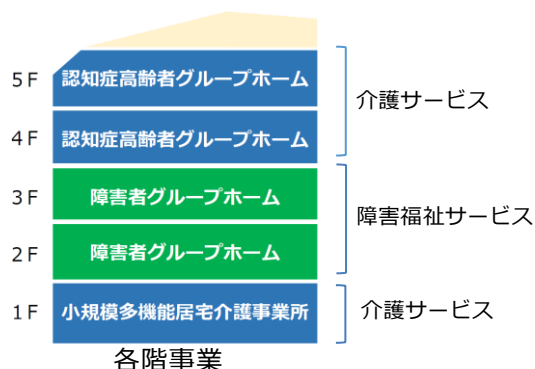 5F 認知症高齢者グループホーム
介護サービス
4F 認知症高齢者グループホーム
3F 障害者グループホーム
障害福祉サービス
2F 障害者グループホーム
1F 小規模多機能居宅介護事業所 介護サービス
各階事業